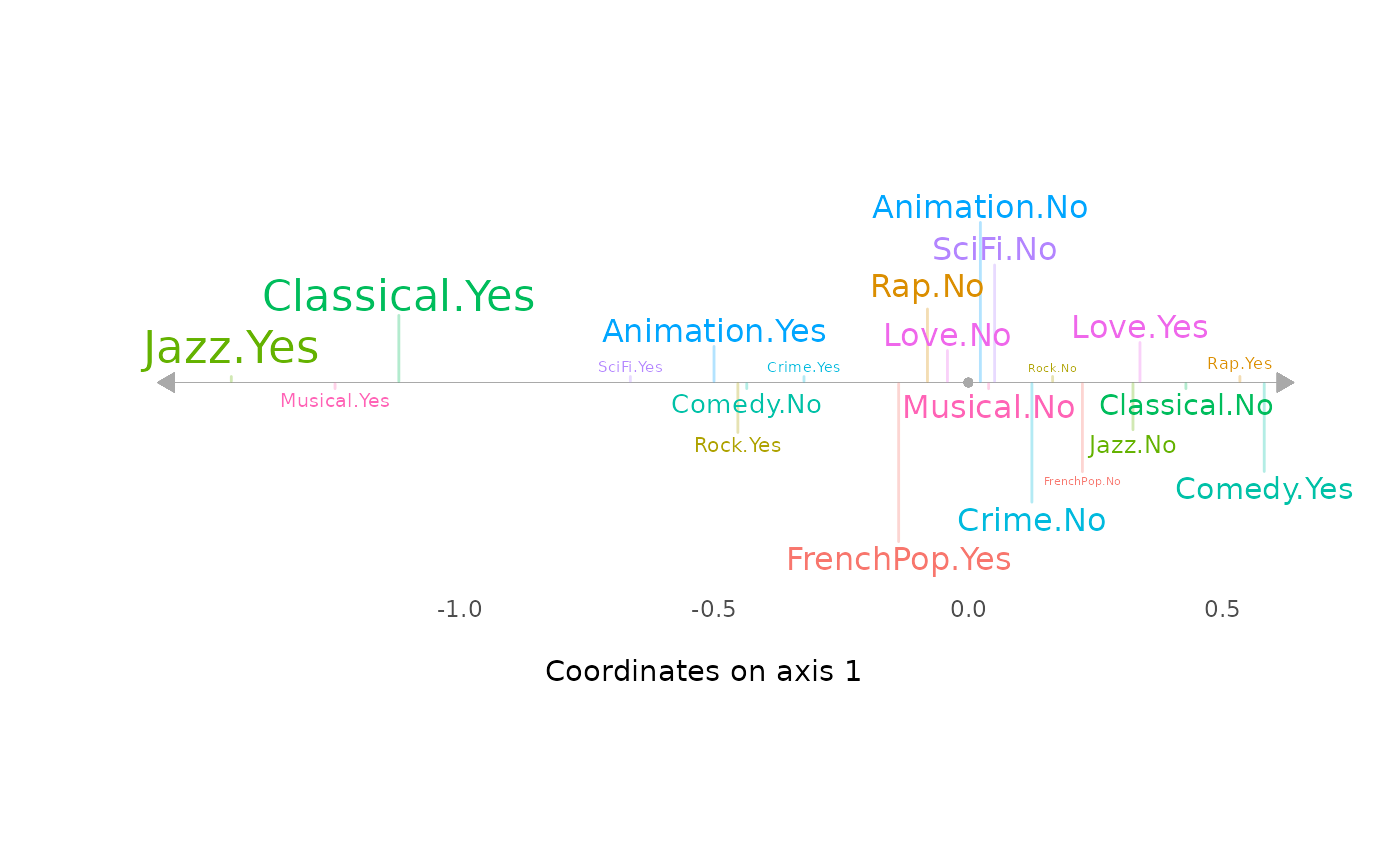 Animation.No
SciFi.No
Rap.No
Classical.Yes
Love.Yes
Animation.Yes
Love.No
Jazz.Yes
Rap.Yes
SciFi.Yes
Crime.Yes
Rock.No
Musical.Yes
Comedy.No
Musical.No
Classical.No
Rock.Yes
Jazz.No
FrenchPop.No
Comedy.Yes
Crime.No
FrenchPop.Yes
-1.0 -0.5 0.0 0.5
Coordinates on axis 1